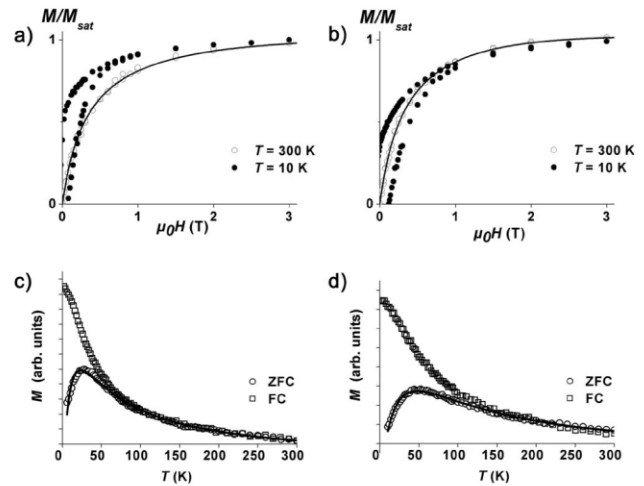 a)
M/Msat
1
0
0 1 2 3
μ0H (T)
T = 300 K
T = 10 K
b)
M/Msat
1
0
0 1 2 3
μ0H (T)
T = 300 K
T = 10 K
c)
M (arb. units)
0 50 100 150 200 250 300
T (K)
ZFC
FC
d)
M (arb. units)
0 50 100 150 200 250 300
T (K)
ZFC
FC